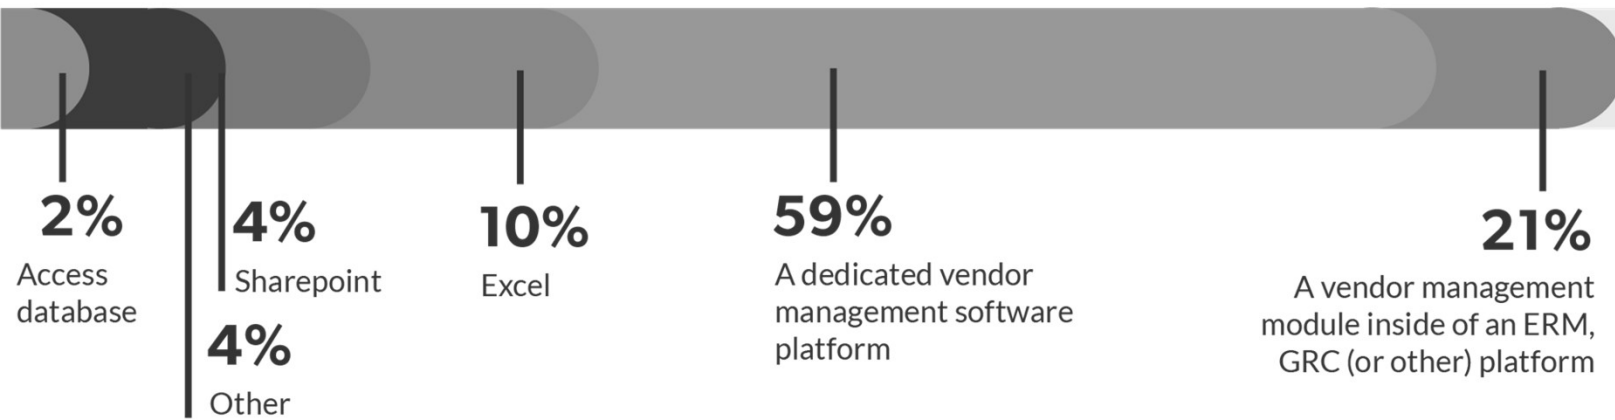 2%
Access
database
4%
Sharepoint
4%
Other
10%
Excel
59%
A dedicated vendor
management software
platform
21%
A vendor management
module inside of an ERM,
GRC (or other) platform